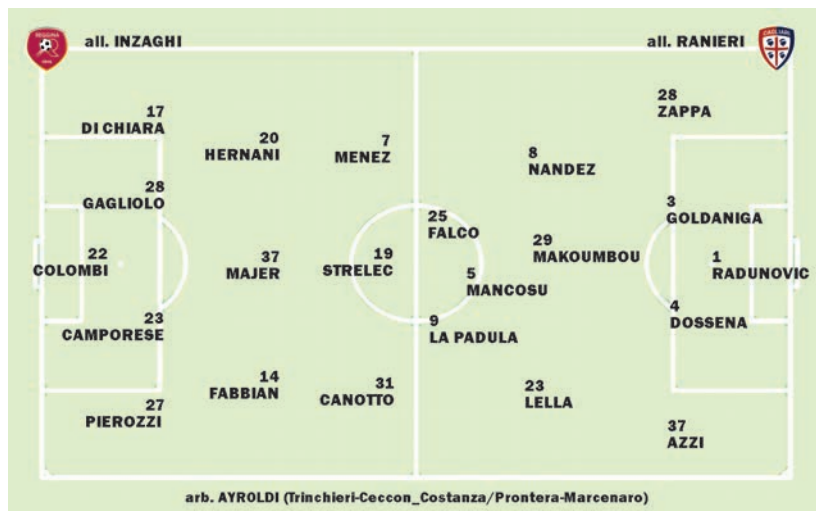 all. INZAGHI
all. RANIERI
17
DI CHIARA
28
GAGLIOLO
22
COLOMBI
23
CAMPORESE
27
PIEROZZI
20
HERNANI
37
MAJER
14
FABBIAN
7
MENEZ
19
STRELEC
31
CANOTTO
25
FALCO
5
MANCOSU
9
LA PADULA
8
NANDEZ
29
MAKOUMBOU
23
LELLA
28
ZAPPA
3
GOLDANIGA
1
RADUNOVIC
4
DOSSENA
37
AZZI
arb. AYROLDI (Trinchieri-Ceccon_Costanza/Prontera-Marcenaro)